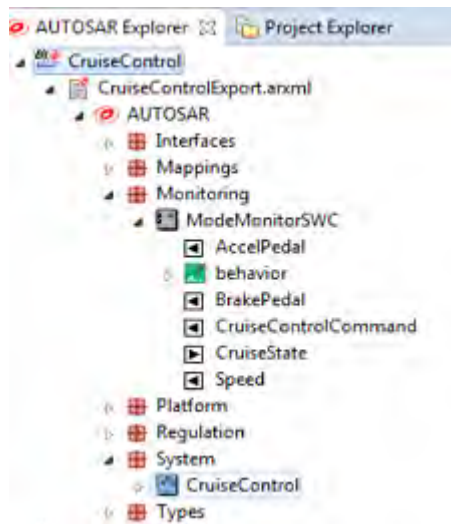 AUTOSAR Explorer Project Explorer
CruiseControl
CruiseControlExport.arxml
AUTOSAR
Interfaces
Mappings
Monitoring
ModeMonitorSWC
AccelPedal
behavior
BrakePedal
CruiseControlCommand
CruiseState
Speed
Platform
Regulation
System
CruiseControl
Types